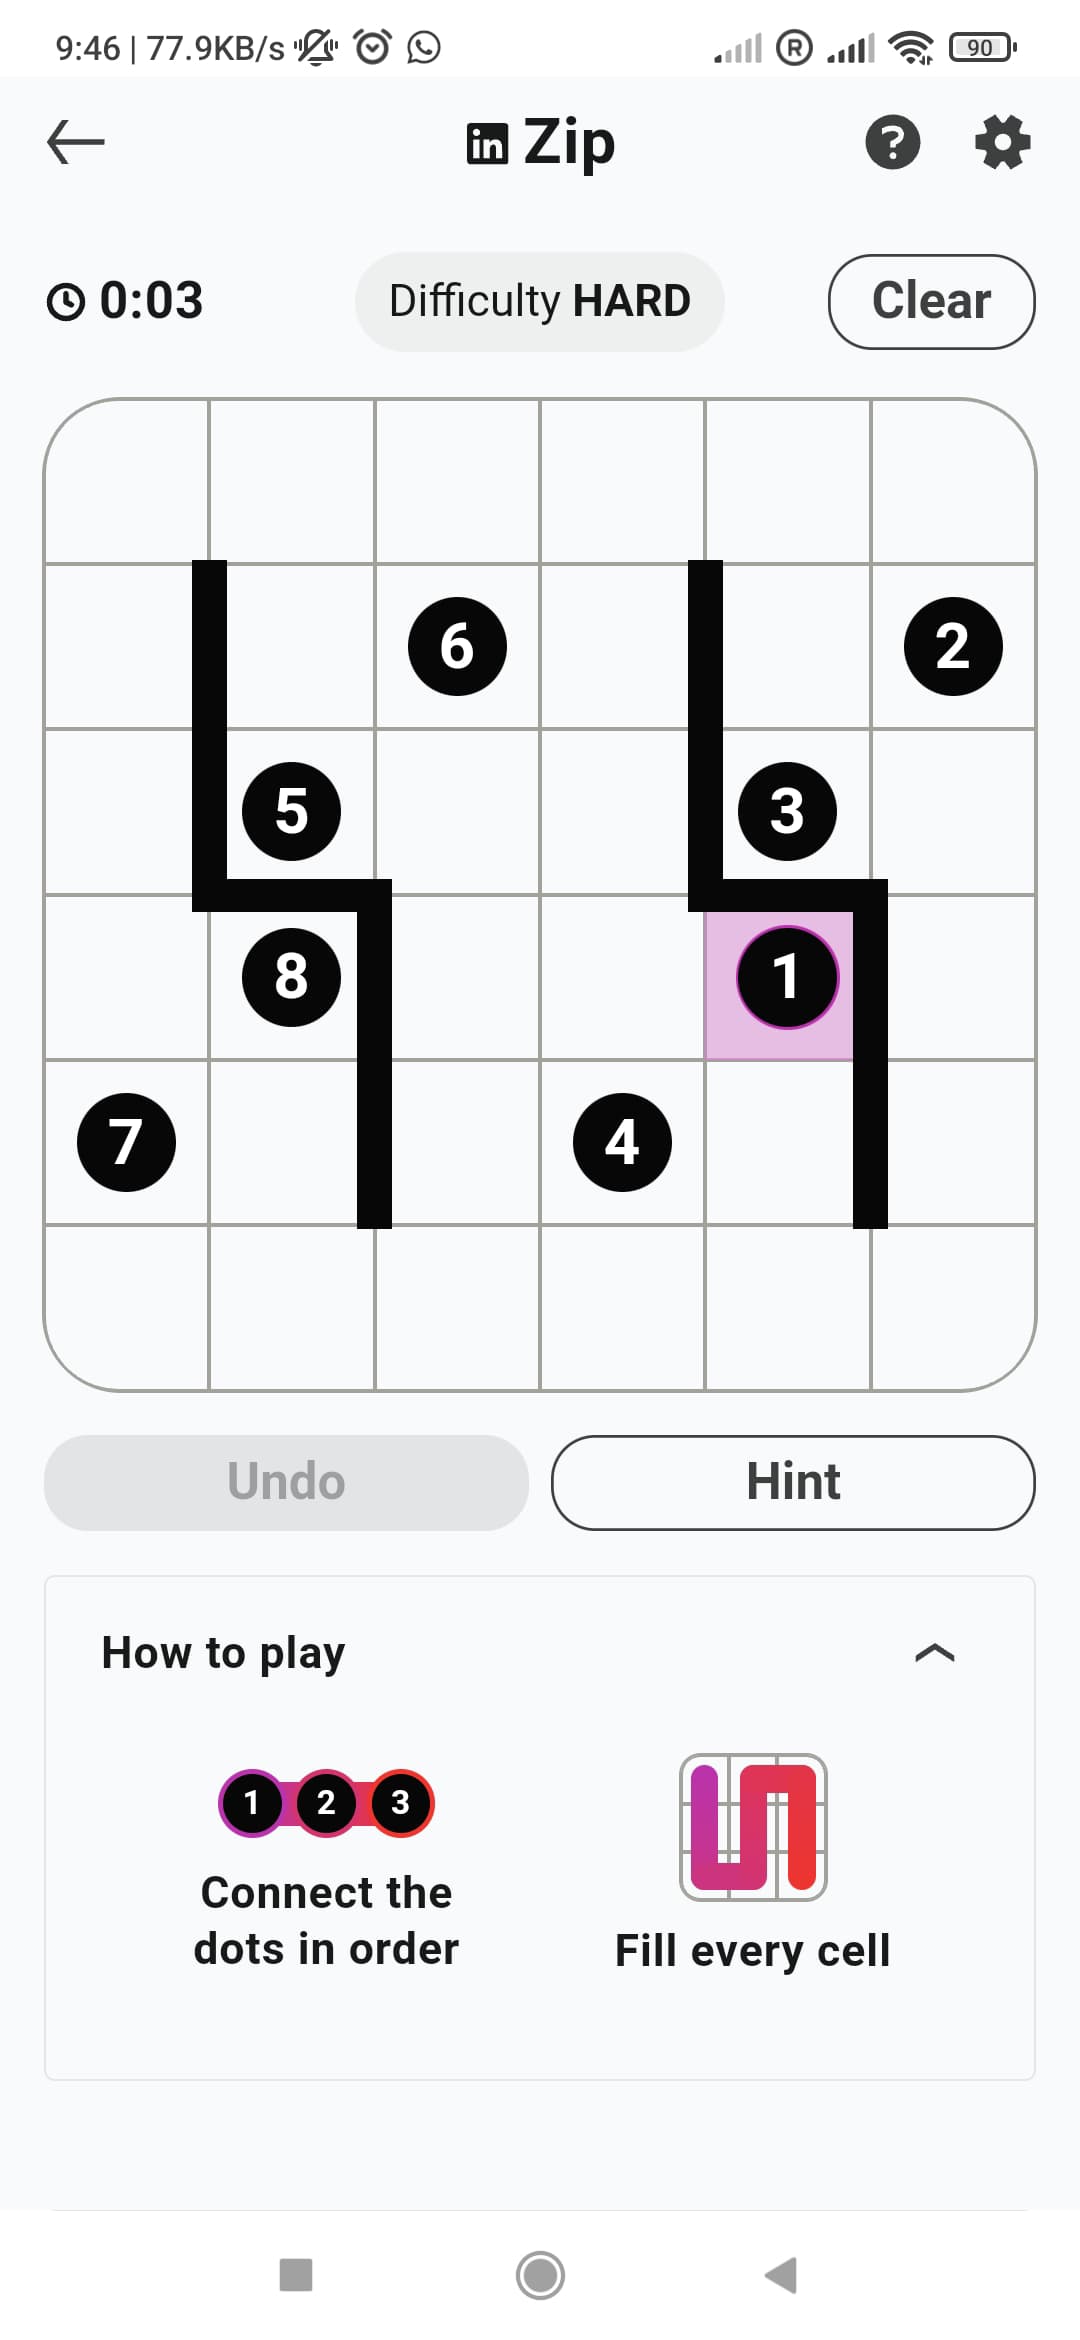 9:46 | 77.9KB/s R 90
in Zip ?
0:03 Difficulty HARD Clear
6 2
5 3
8 1
7 4
Undo Hint
How to play
1 2 3
Connect the
dots in order
Fill every cell